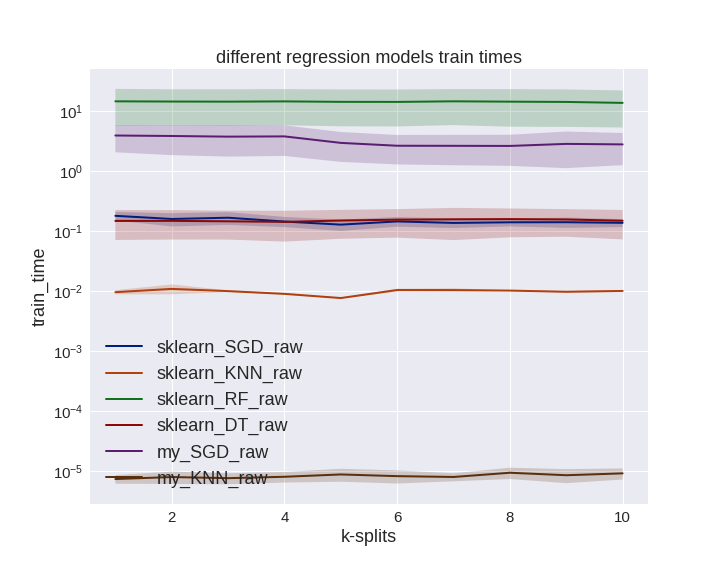 different regression models train times
train_time
10^1
10^0
10^-1
10^-2
10^-3
10^-4
10^-5
sklearn_SGD_raw
sklearn_KNN_raw
sklearn_RF_raw
sklearn_DT_raw
my_SGD_raw
my_KNN_raw
2 4 6 8 10
k-splits